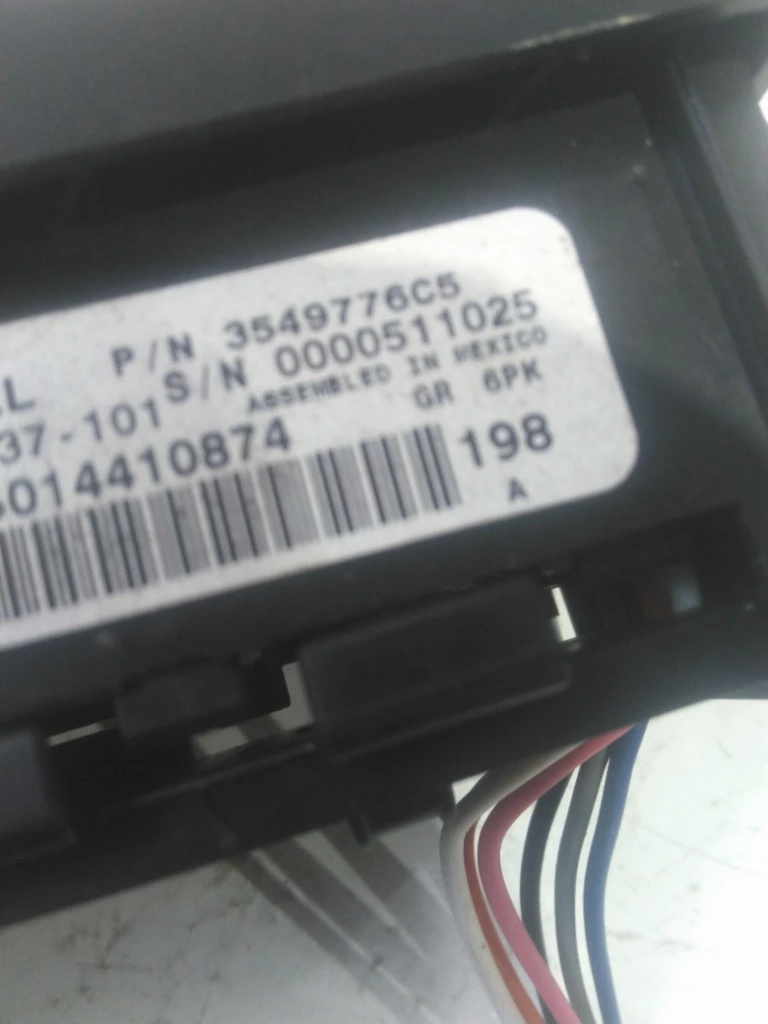 P/N 3549776C5
S/N 0000511025
ASSEMBLED IN MEXICO
37-101
GR 6PK
014410874
198
A